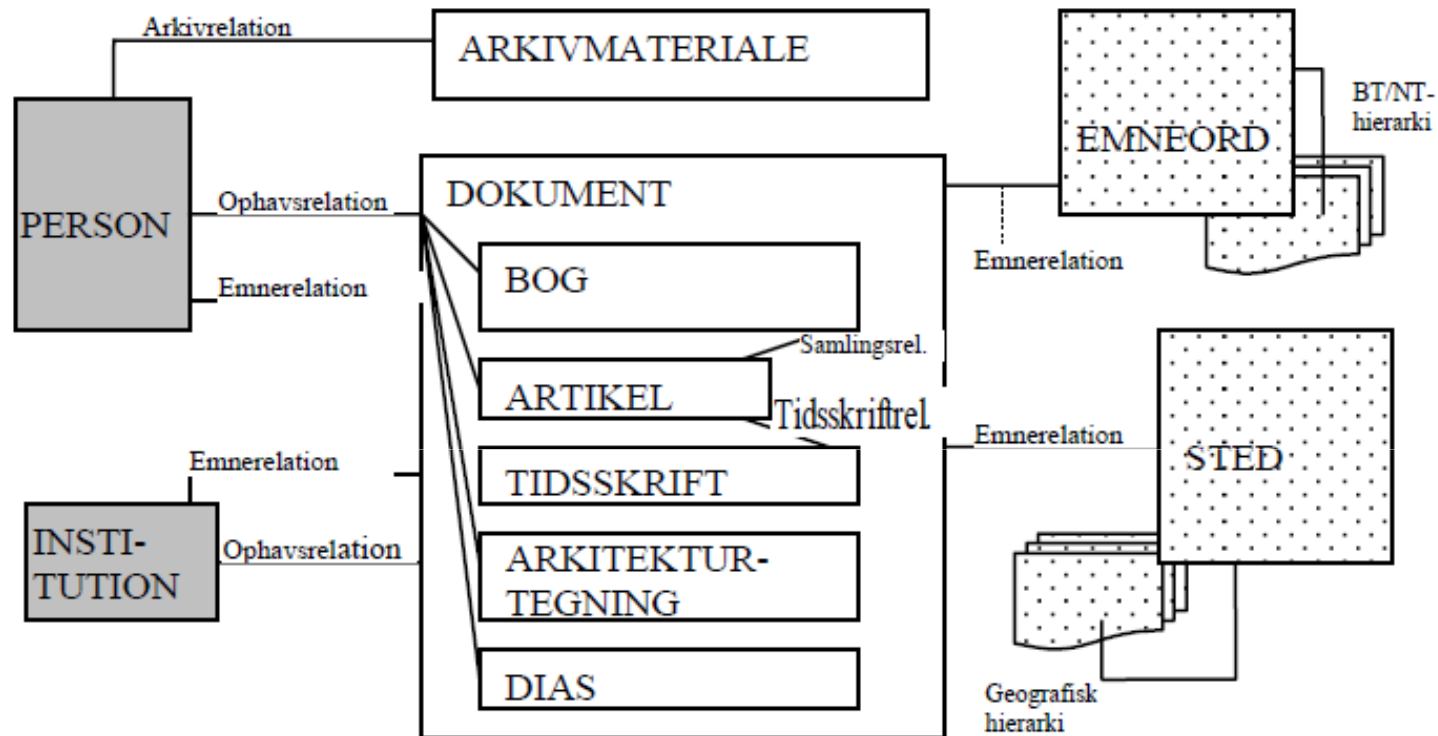 Arkivrelation
ARKIVMATERIALE
PERSON
Ophavsrelation
Emnerelation
DOKUMENT
BOG
Samlingsrel.
ARTIKEL
Tidsskriftrel.
TIDSSKRIFT
ARKITEKTUR-
TEGNING
DIAS
Emnerelation
INSTI-
TUTION
Ophavsrelation
EMNEORD
BT/NT-
hierarki
Emnerelation
Emnerelation
STED
Geografisk
hierarki